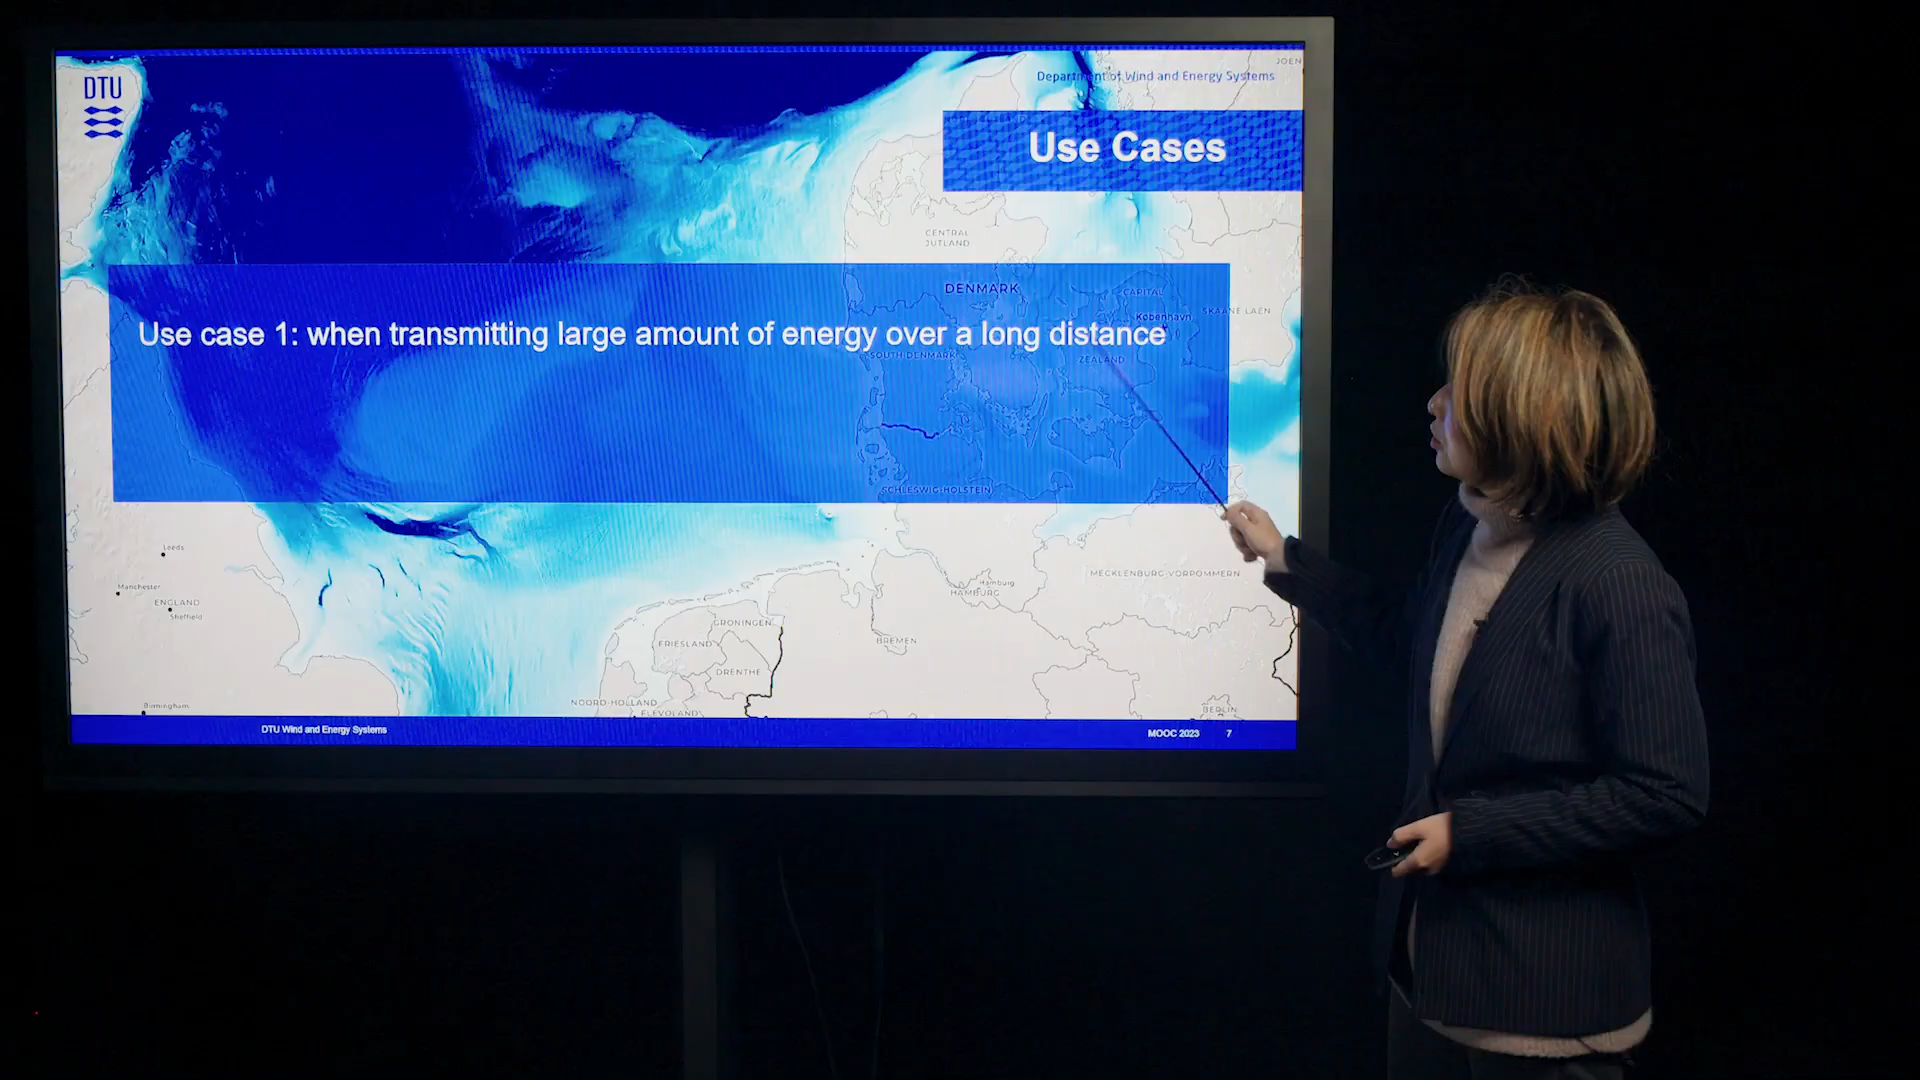 DTU
Department of Wind and Energy Systems
JOEN
Use Cases
CENTRAL
JUTLAND
DENMARK
CAPITAL
København
SKAANE LAEN
Use case 1: when transmitting large amount of energy over a long distance
SOUTH DENMARK
ZEALAND
SCHLESWIG-HOLSTEIN
Leeds
Manchester
ENGLAND
Sheffield
Hamburg
HAMBURG
MECKLENBURG-VORPOMMERN
GRONINGEN
FRIESLAND
BREMEN
DRENTHE
NOORD-HOLLAND
FLEVOLAND
Birmingham
BERLIN
DTU Wind and Energy Systems
MOOC 2023 7